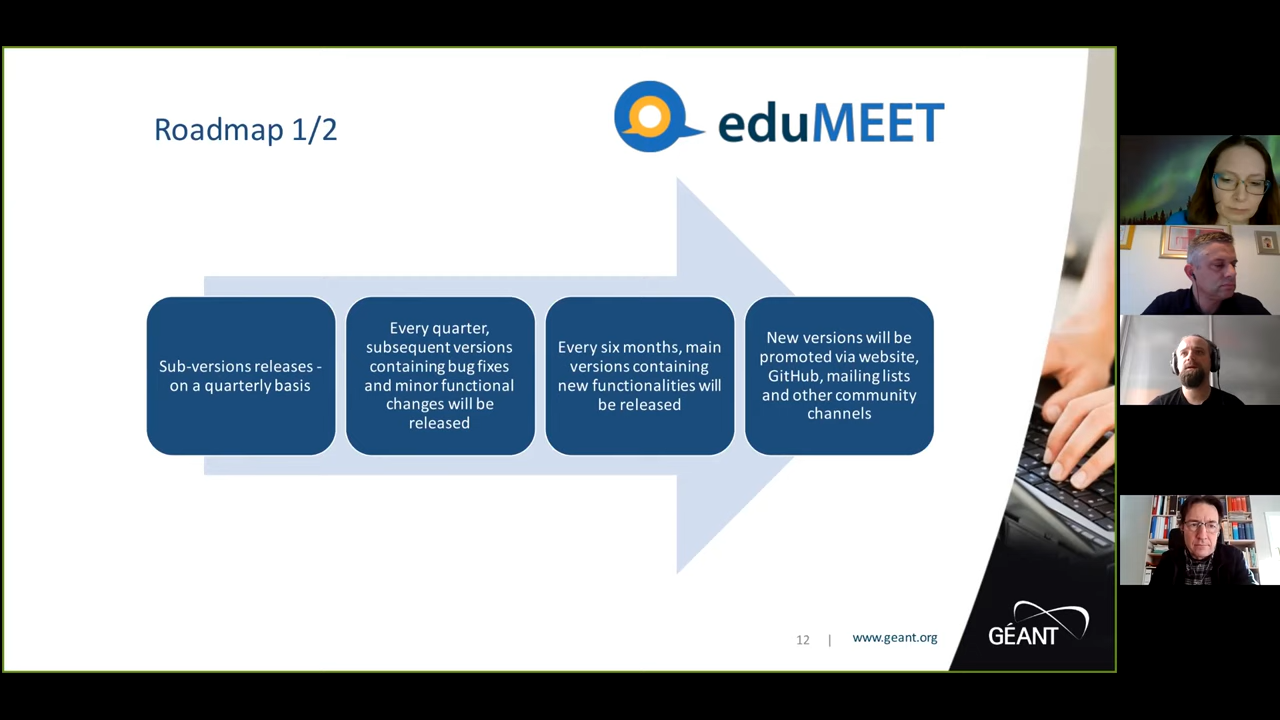 Roadmap 1/2
eduMEET
Sub-versions releases -
on a quarterly basis
Every quarter,
subsequent versions
containing bug fixes
and minor functional
changes will be
released
Every six months, main
versions containing
new functionalities will
be released
New versions will be
promoted via website,
GitHub, mailing lists
and other community
channels
12 | www.geant.org
GÉANT